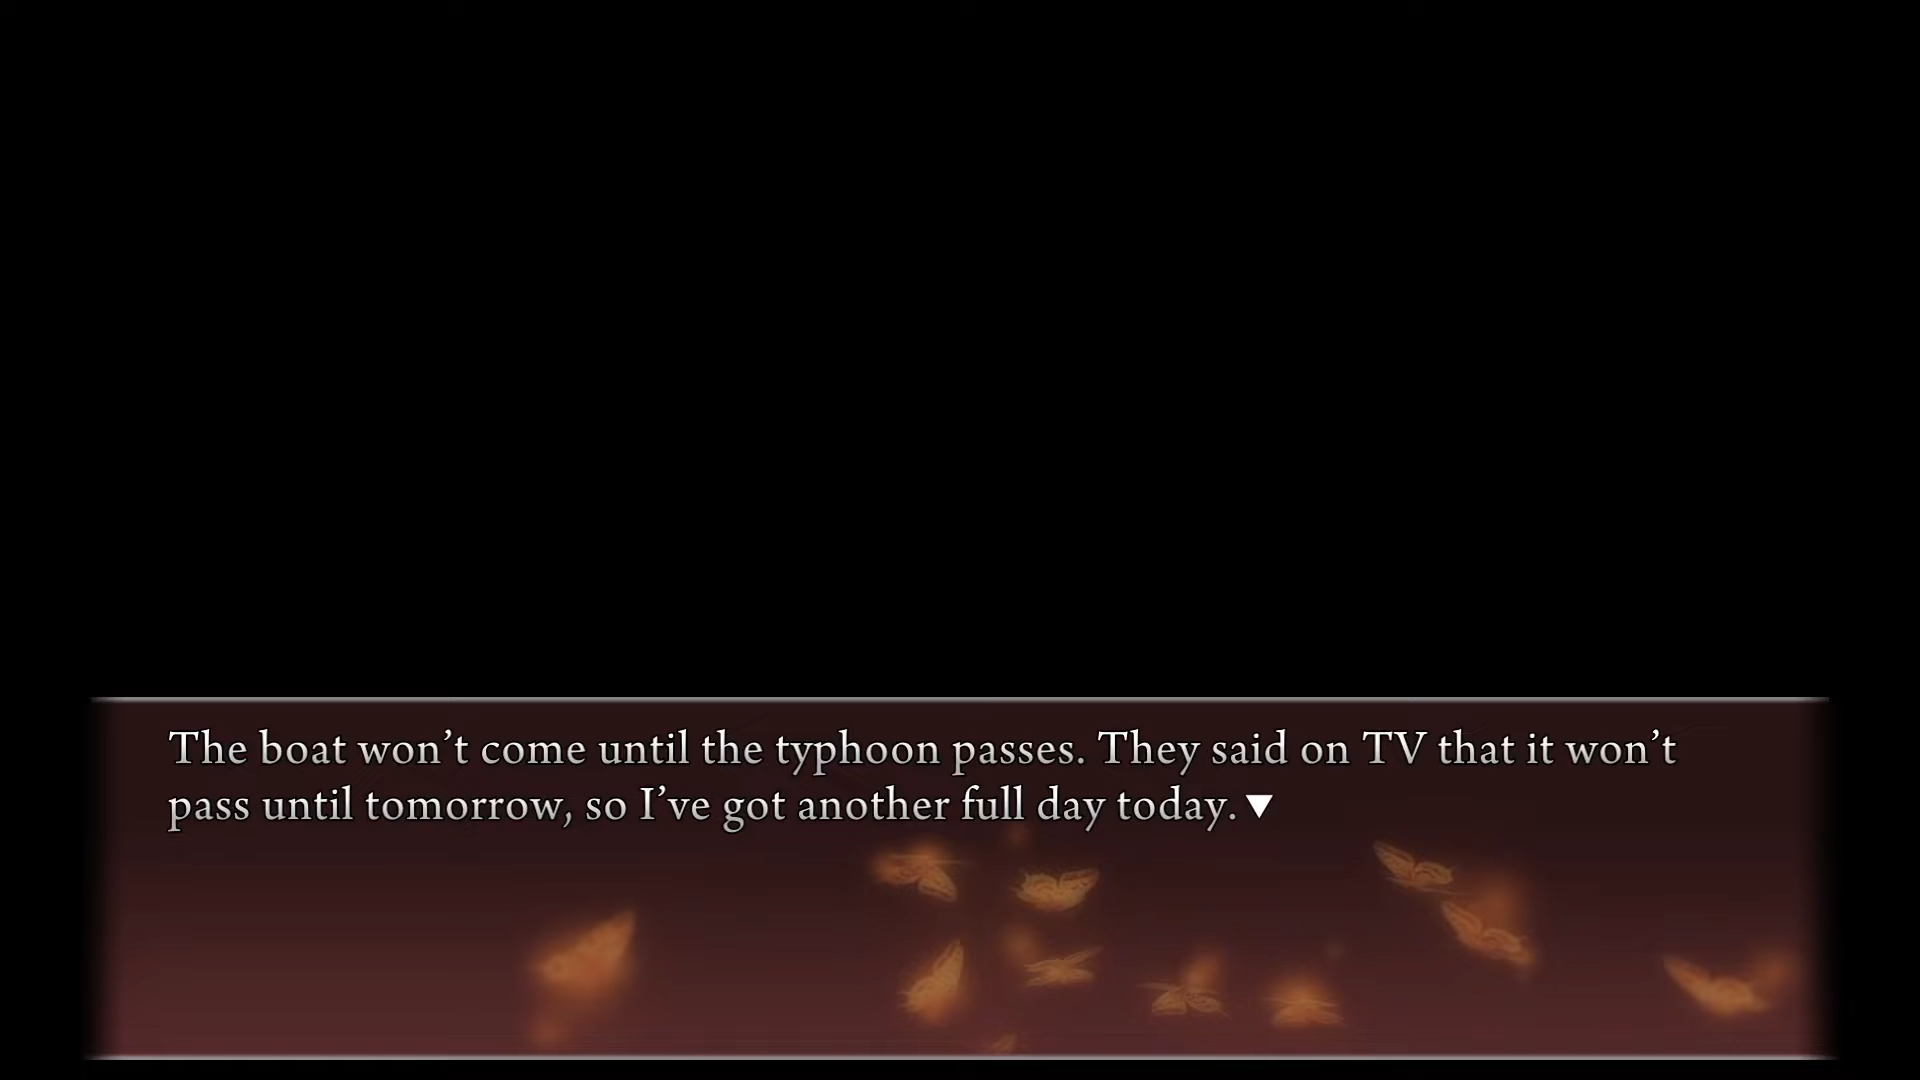 The boat won’t come until the typhoon passes. They said on TV that it won’t
pass until tomorrow, so I’ve got another full day today.▼